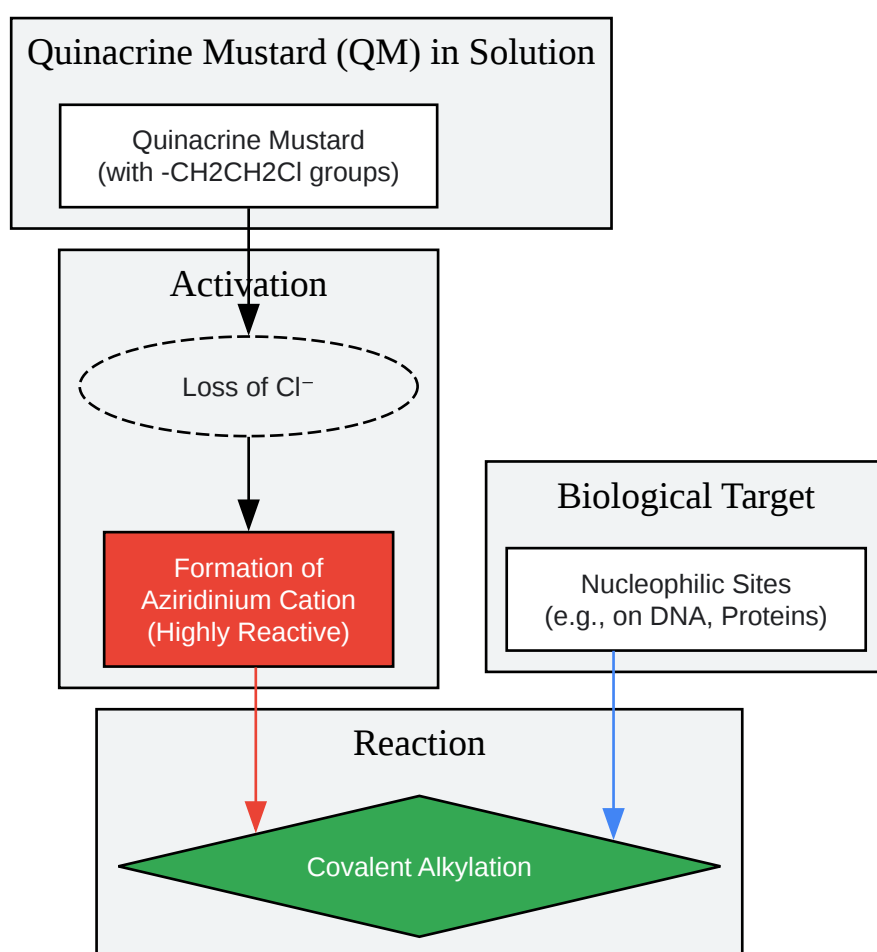 Quinacrine Mustard (QM) in Solution
Quinacrine Mustard
(with -CH2CH2Cl groups)
Activation
Loss of Cl⁻
Formation of
Aziridinium Cation
(Highly Reactive)
Biological Target
Nucleophilic Sites
(e.g., on DNA, Proteins)
Reaction
Covalent Alkylation